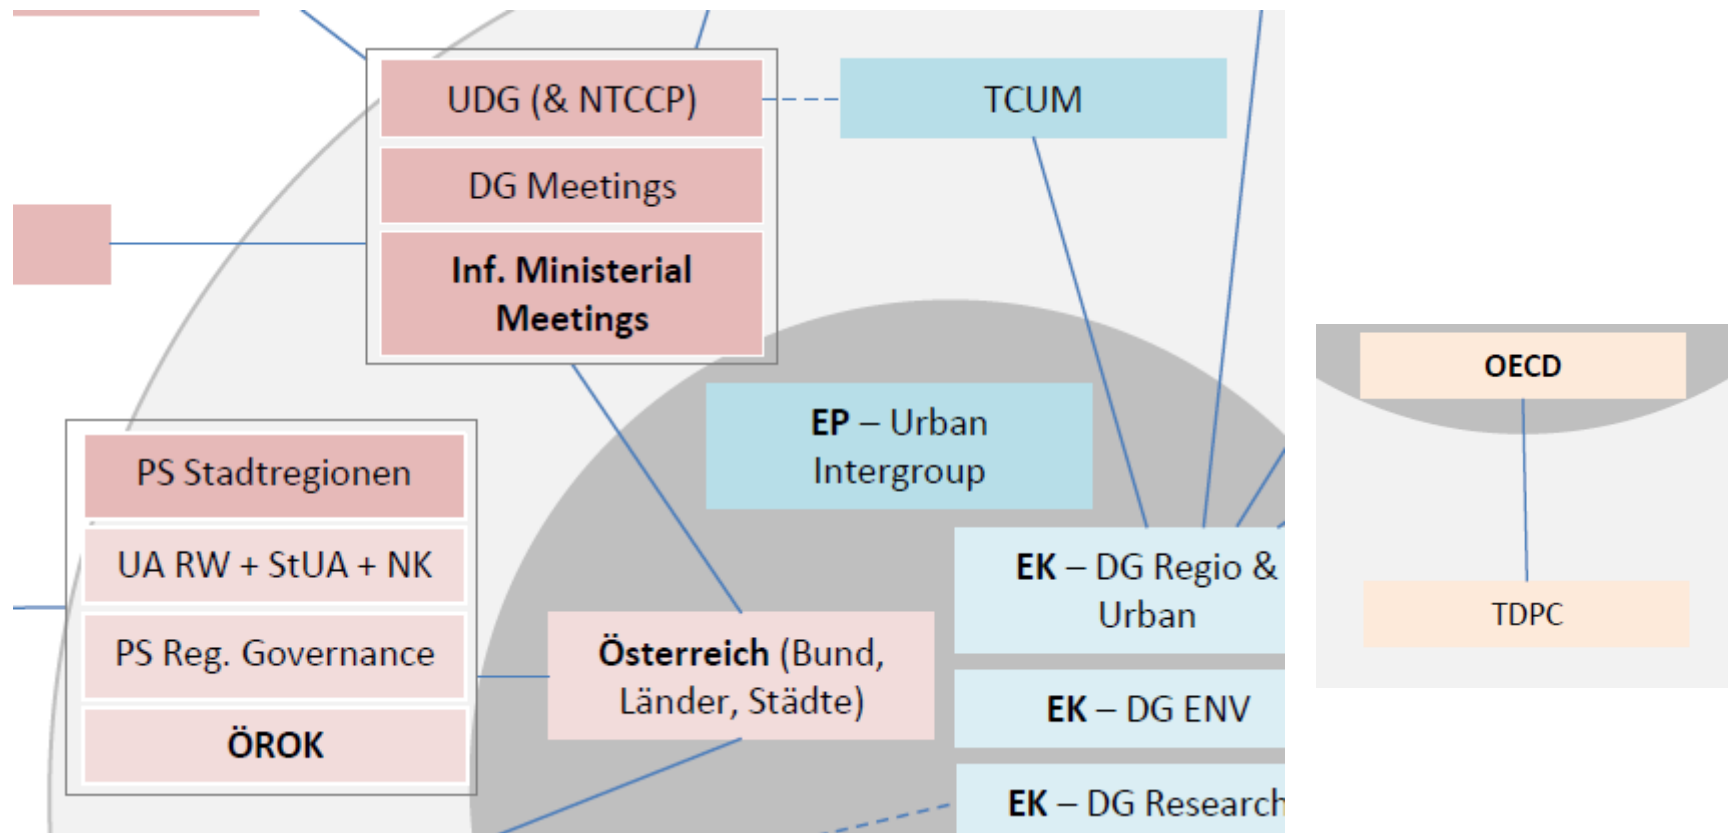 UDG (& NTCCP)
TCUM
DG Meetings
Inf. Ministerial
Meetings
EP – Urban
Intergroup
PS Stadtregionen
UA RW + StUA + NK
PS Reg. Governance
ÖROK
Österreich (Bund,
Länder, Städte)
EK – DG Regio &
Urban
EK – DG ENV
EK – DG Research
OECD
TDPC